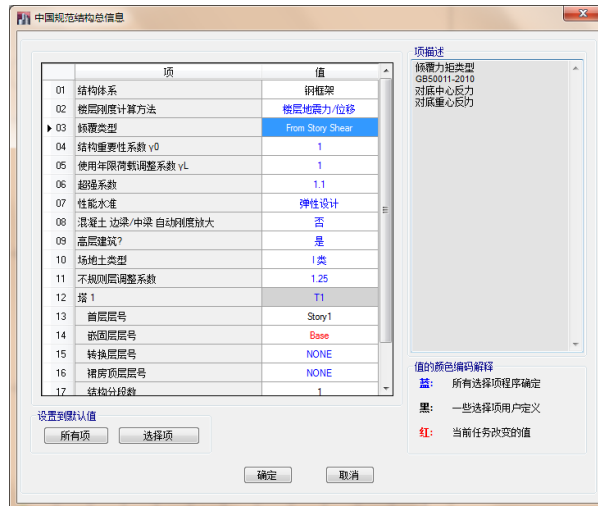 中国规范结构总信息
项 值
01 结构体系 钢框架
02 楼层刚度计算方法 楼层地震力/位移
03 倾覆类型 From Story Shear
04 结构重要性系数 γ0 1
05 使用年限荷载调整系数 γL 1
06 超强系数 1.1
07 性能水准 弹性设计
08 混凝土 边梁/中梁 自动刚度放大 否
09 高层建筑? 是
10 场地土类型 I 类
11 不规则层调整系数 1.25
12 塔 1 T1
13 首层层号 Story1
14 嵌固层层号 Base
15 转换层层号 NONE
16 裙房顶层层号 NONE
17 结构分段数 1
项描述
倾覆力矩类型
GB50011-2010
对底中心反力
对底重心反力
值的颜色编码解释
蓝: 所有选择项程序确定
黑: 一些选择项用户定义
红: 当前任务改变的值
设置到默认值
所有项 选择项
确定 取消